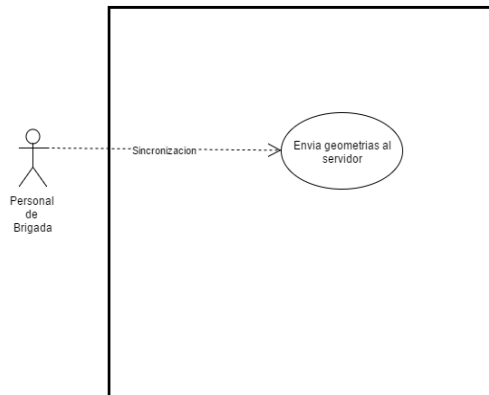 Sincronizacion
Envia geometrias al
servidor
Personal
de
Brigada